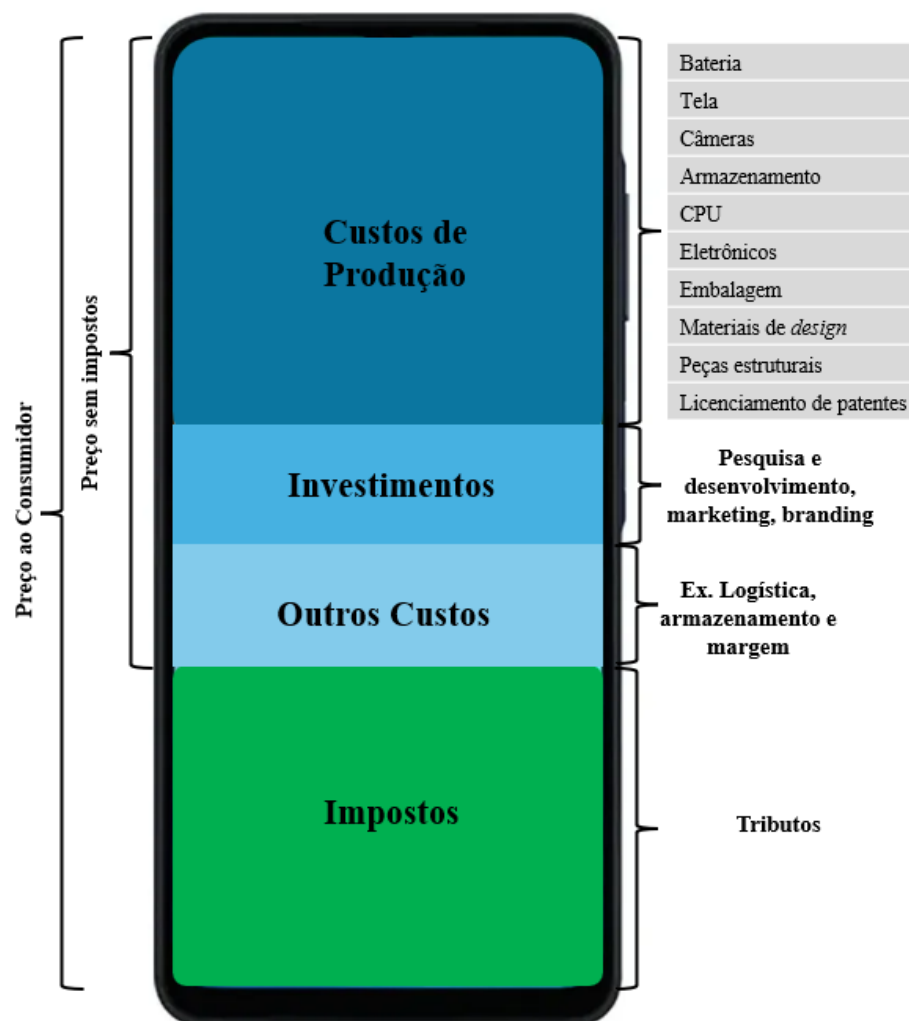 Preço ao Consumidor
Preço sem impostos
Custos de
Produção
Investimentos
Outros Custos
Impostos
Bateria
Tela
Câmeras
Armazenamento
CPU
Eletrônicos
Embalagem
Materiais de design
Peças estruturais
Licenciamento de patentes
Pesquisa e
desenvolvimento,
marketing, branding
Ex. Logística,
armazenamento e
margem
Tributos